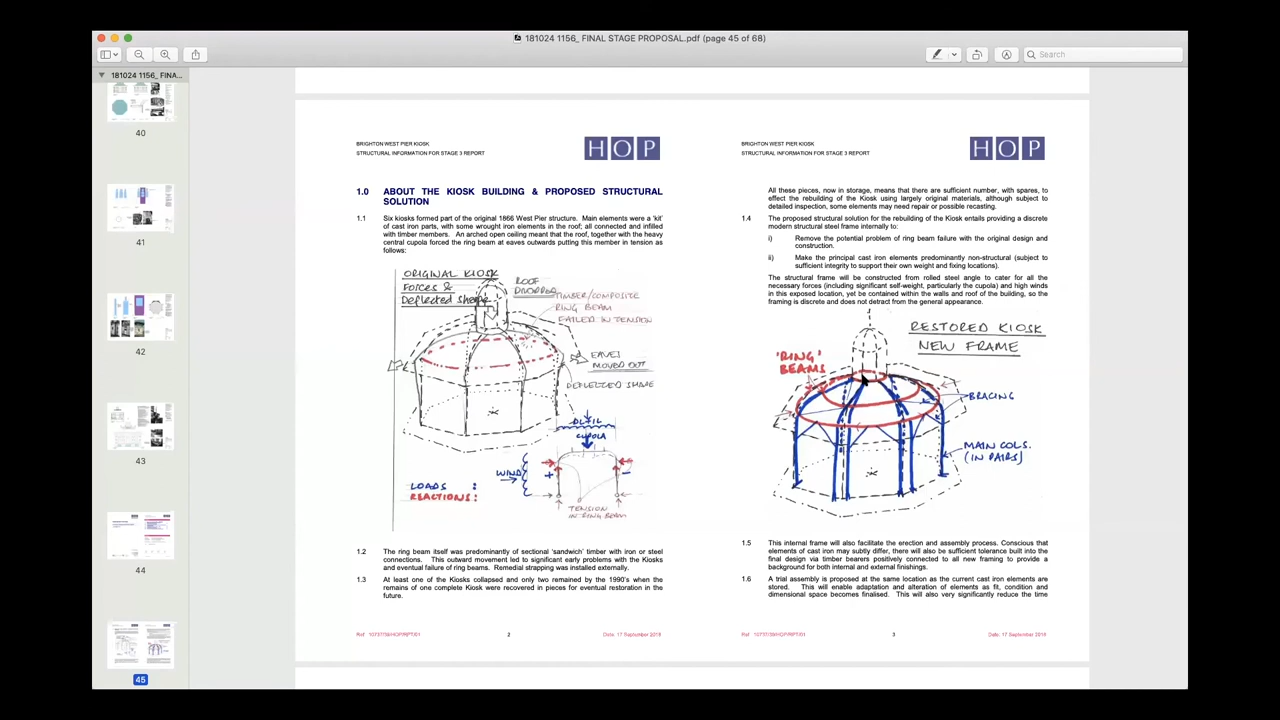 181024 1156_ FINAL STAGE PROPOSAL.pdf (page 45 of 68)
Search
181024 1156_ FINA...
40
41
42
43
44
45
BRIGHTON WEST PIER KIOSK
STRUCTURAL INFORMATION FOR STAGE 3 REPORT
HOP
1.0 ABOUT THE KIOSK BUILDING & PROPOSED STRUCTURAL
SOLUTION
1.1 Six kiosks formed part of the original 1866 West Pier structure. Main elements were a 'kit'
of cast iron parts, with some wrought iron elements in the roof; all connected and infilled
with timber members. An arched open ceiling meant that the roof, together with the heavy
central cupola forced the ring beam at eaves outwards putting this member in tension as
follows:
ORIGINAL KIOSK
Forces &
Deflected shape
ROOF
DROPPED
TIMBER/COMPOSITE
RING BEAM
FAILED IN TENSION
EAVES
MOVED OUT
DEFLECTED SHAPE
DL+IL
CUPOLA
WIND
+
-
LOADS :
REACTIONS :
TENSION
IN RING BEAM
1.2 The ring beam itself was predominantly of sectional 'sandwich' timber with iron or steel
connections. This outward movement led to significant early problems with the Kiosks
and eventual failure of ring beams. Remedial strapping was installed externally.
1.3 At least one of the Kiosks collapsed and only two remained by the 1990's when the
remains of one complete Kiosk were recovered in pieces for eventual restoration in the
future.
2
BRIGHTON WEST PIER KIOSK
STRUCTURAL INFORMATION FOR STAGE 3 REPORT
HOP
All these pieces, now in storage, means that there are sufficient number, with spares, to
effect the rebuilding of the Kiosk using largely original materials, although subject to
detailed inspection, some elements may need repair or possible recasting.
1.4 The proposed structural solution for the rebuilding of the Kiosk entails providing a discrete
modern structural steel frame internally to:
i) Remove the potential problem of ring beam failure with the original design and
construction.
ii) Make the principal cast iron elements predominantly non-structural (subject to
sufficient integrity to support their own weight and fixing locations).
The structural frame will be constructed from rolled steel angle to cater for all the
necessary forces (including significant self-weight, particularly the cupola) and high winds
in this exposed location, yet be contained within the walls and roof of the building, so the
framing is discrete and does not detract from the general appearance.
RESTORED KIOSK
NEW FRAME
'RING'
BEAMS
BRACING
MAIN COLS.
(IN PAIRS)
1.5 This internal frame will also facilitate the erection and assembly process. Conscious that
elements of cast iron may subtly differ, there will also be sufficient tolerance built into the
final design via timber bearers positively connected to all new framing to provide a
background for both internal and external finishings.
1.6 A trial assembly is proposed at the same location as the current cast iron elements are
stored. This will enable adaptation and alteration of elements as fit, condition and
dimensional space becomes finalised. This will also very significantly reduce the time
3